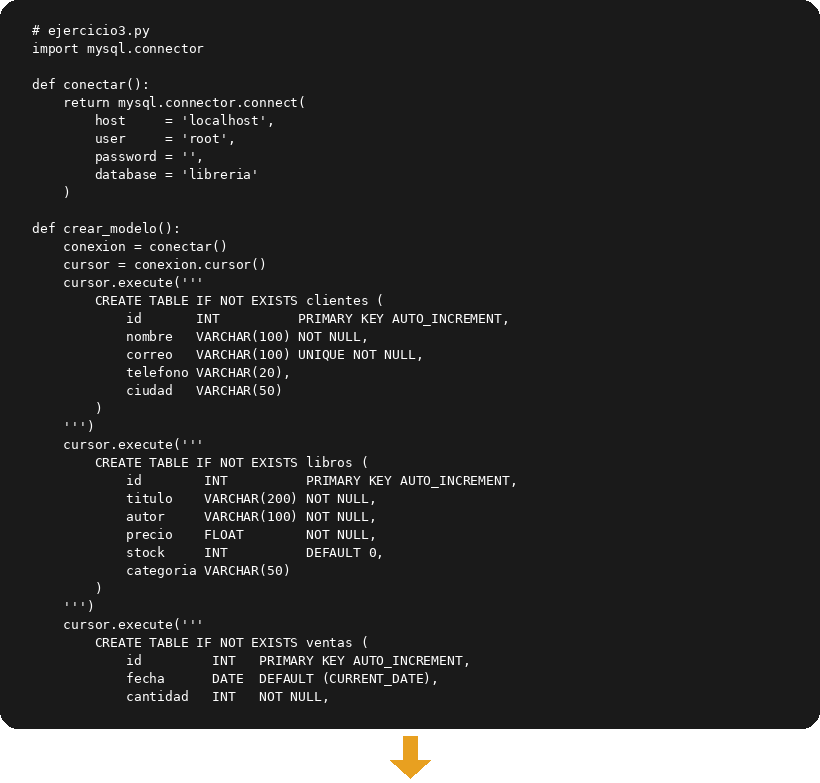 # ejercicio3.py
import mysql.connector

def conectar():
    return mysql.connector.connect(
        host     = 'localhost',
        user     = 'root',
        password = '',
        database = 'libreria'
    )

def crear_modelo():
    conexion = conectar()
    cursor = conexion.cursor()
    cursor.execute('''
        CREATE TABLE IF NOT EXISTS clientes (
            id       INT          PRIMARY KEY AUTO_INCREMENT,
            nombre   VARCHAR(100) NOT NULL,
            correo   VARCHAR(100) UNIQUE NOT NULL,
            telefono VARCHAR(20),
            ciudad   VARCHAR(50)
        )
    ''')
    cursor.execute('''
        CREATE TABLE IF NOT EXISTS libros (
            id        INT          PRIMARY KEY AUTO_INCREMENT,
            titulo    VARCHAR(200) NOT NULL,
            autor     VARCHAR(100) NOT NULL,
            precio    FLOAT        NOT NULL,
            stock     INT          DEFAULT 0,
            categoria VARCHAR(50)
        )
    ''')
    cursor.execute('''
        CREATE TABLE IF NOT EXISTS ventas (
            id         INT   PRIMARY KEY AUTO_INCREMENT,
            fecha      DATE  DEFAULT (CURRENT_DATE),
            cantidad   INT   NOT NULL,